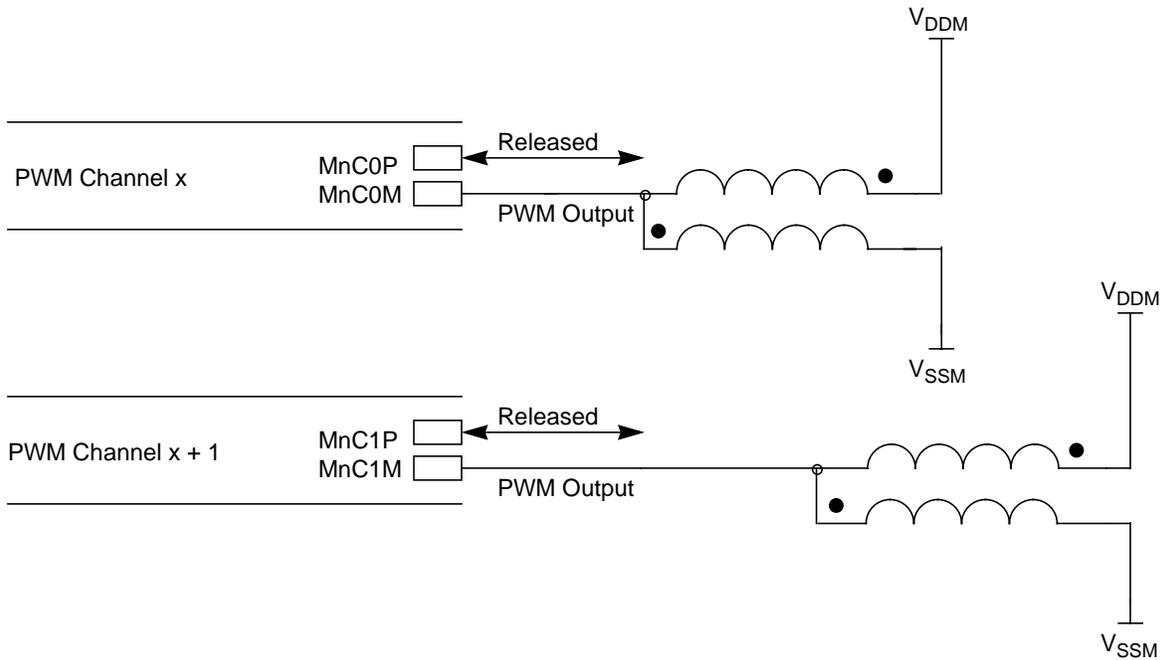 V_DDM
Released
MnC0P
PWM Channel x
MnC0M
PWM Output
V_SSM
V_DDM
Released
MnC1P
PWM Channel x + 1
MnC1M
PWM Output
V_SSM